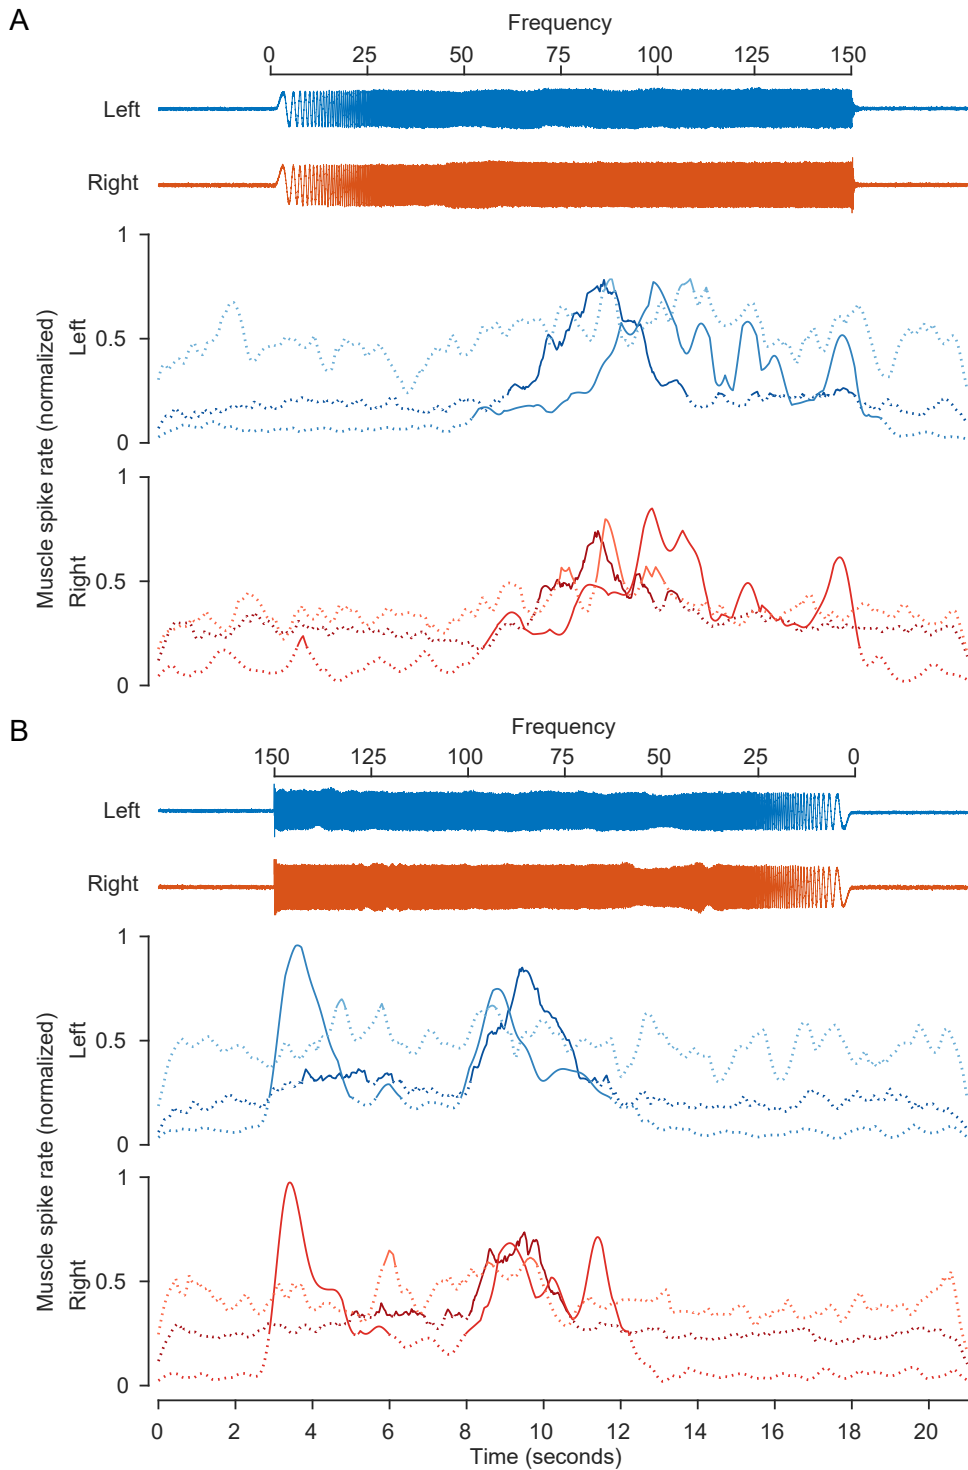 A
Frequency
0 25 50 75 100 125 150
Left
Right
1
0.5
0
Left
1
0.5
0
Right
Muscle spike rate (normalized)
B
Frequency
150 125 100 75 50 25 0
Left
Right
1
0.5
0
Left
1
0.5
0
Right
Muscle spike rate (normalized)
0 2 4 6 8 10 12 14 16 18 20
Time (seconds)